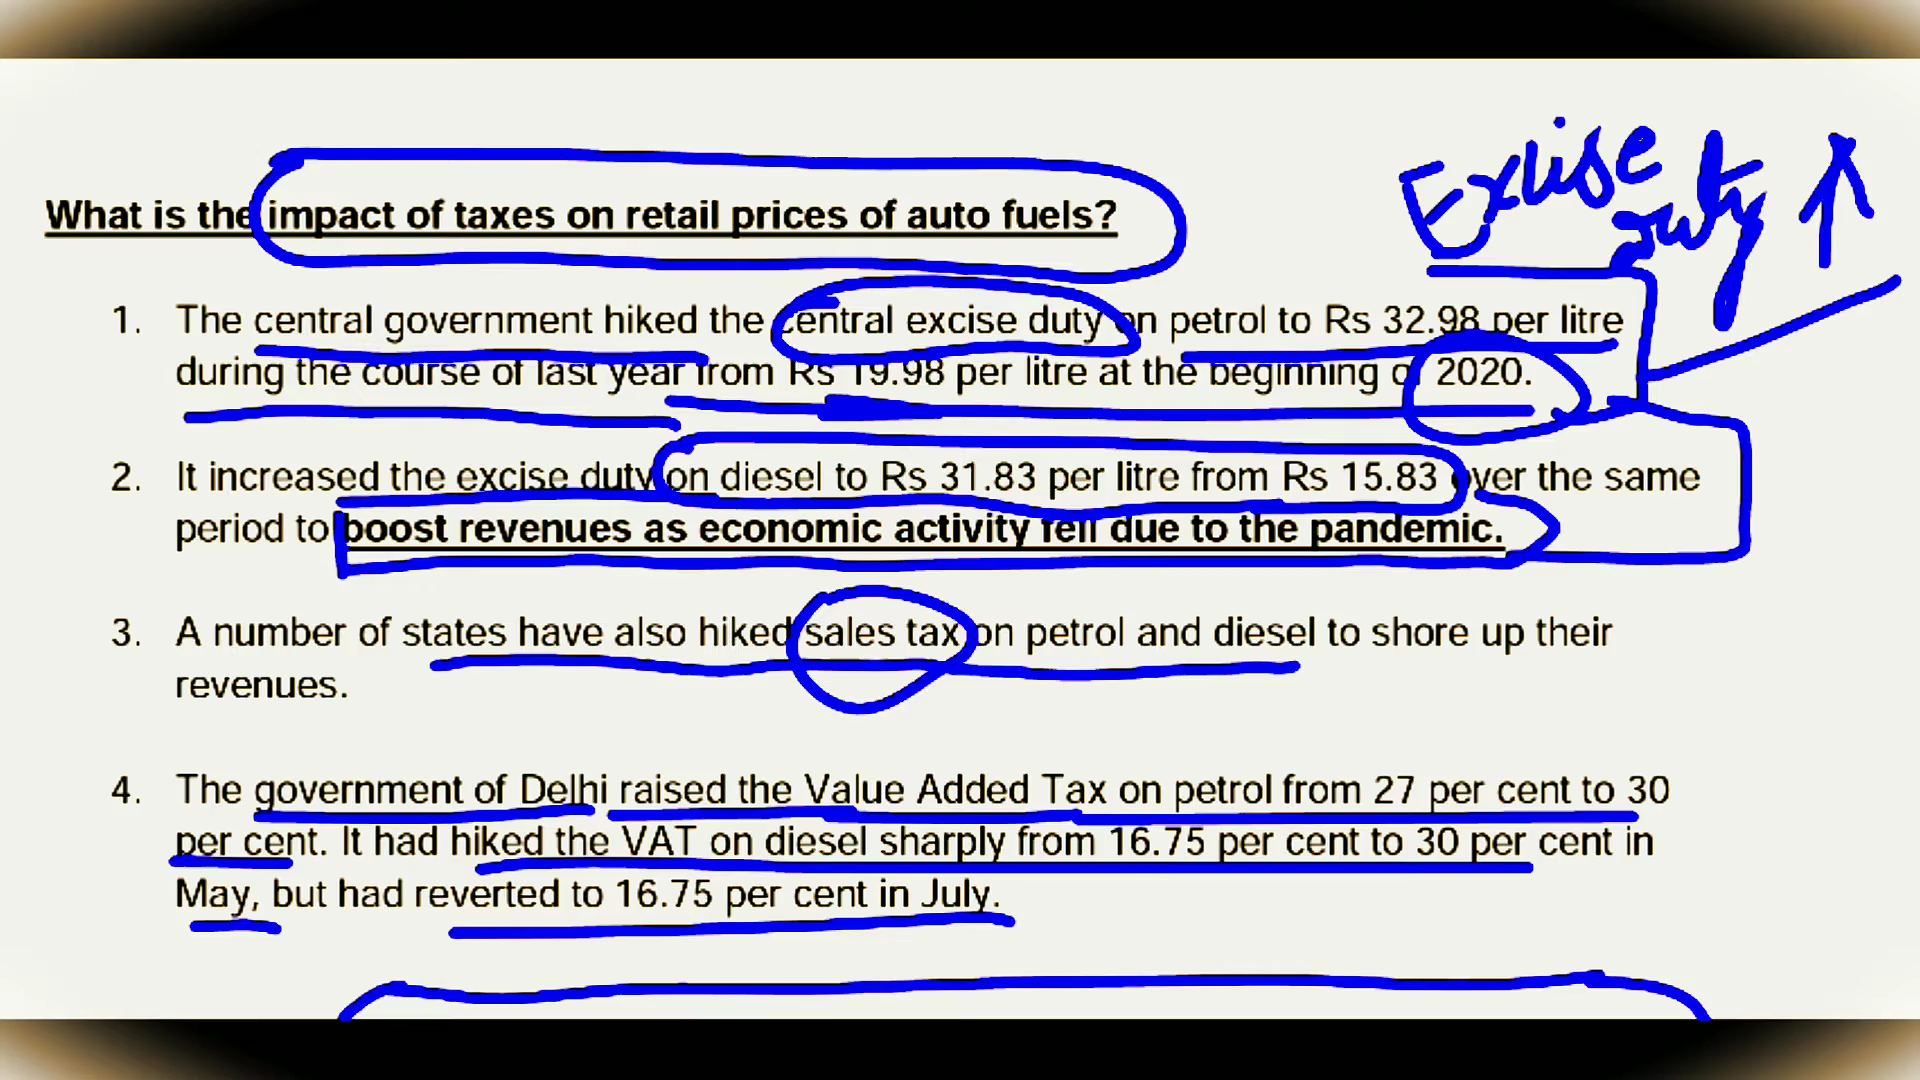 Excise
duty
What is the impact of taxes on retail prices of auto fuels?
1. The central government hiked the central excise duty on petrol to Rs 32.98 per litre
during the course of last year from Rs 19.98 per litre at the beginning of 2020.
2. It increased the excise duty on diesel to Rs 31.83 per litre from Rs 15.83 over the same
period to boost revenues as economic activity fell due to the pandemic.
3. A number of states have also hiked sales tax on petrol and diesel to shore up their
revenues.
4. The government of Delhi raised the Value Added Tax on petrol from 27 per cent to 30
per cent. It had hiked the VAT on diesel sharply from 16.75 per cent to 30 per cent in
May, but had reverted to 16.75 per cent in July.